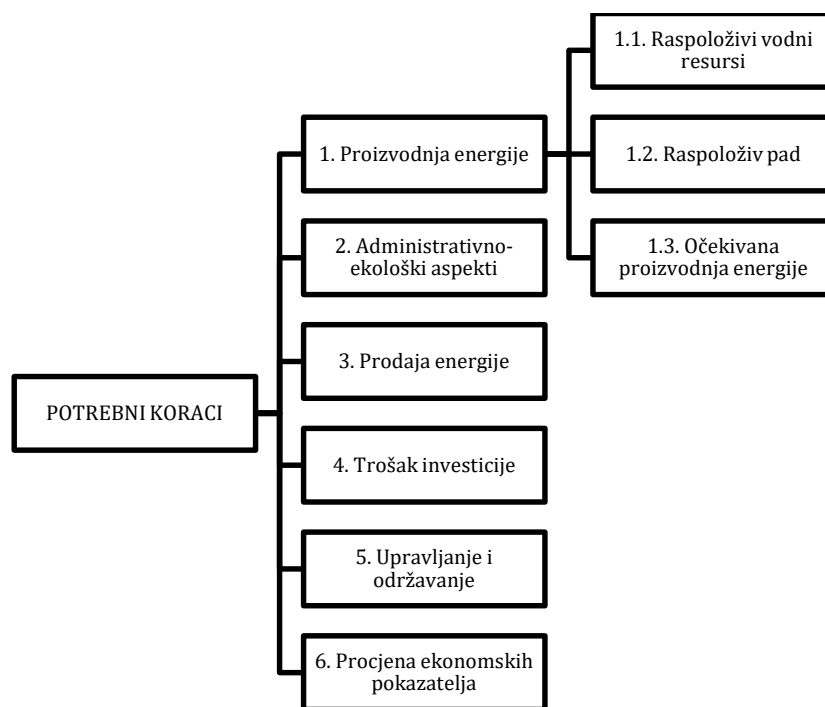 POTREBNI KORACI
1. Proizvodnja energije
1.1. Raspoloživi vodni
resursi
1.2. Raspoloživ pad
1.3. Očekivana
proizvodnja energije
2. Administrativno-
ekološki aspekti
3. Prodaja energije
4. Trošak investicije
5. Upravljanje i
održavanje
6. Procjena ekonomskih
pokazatelja